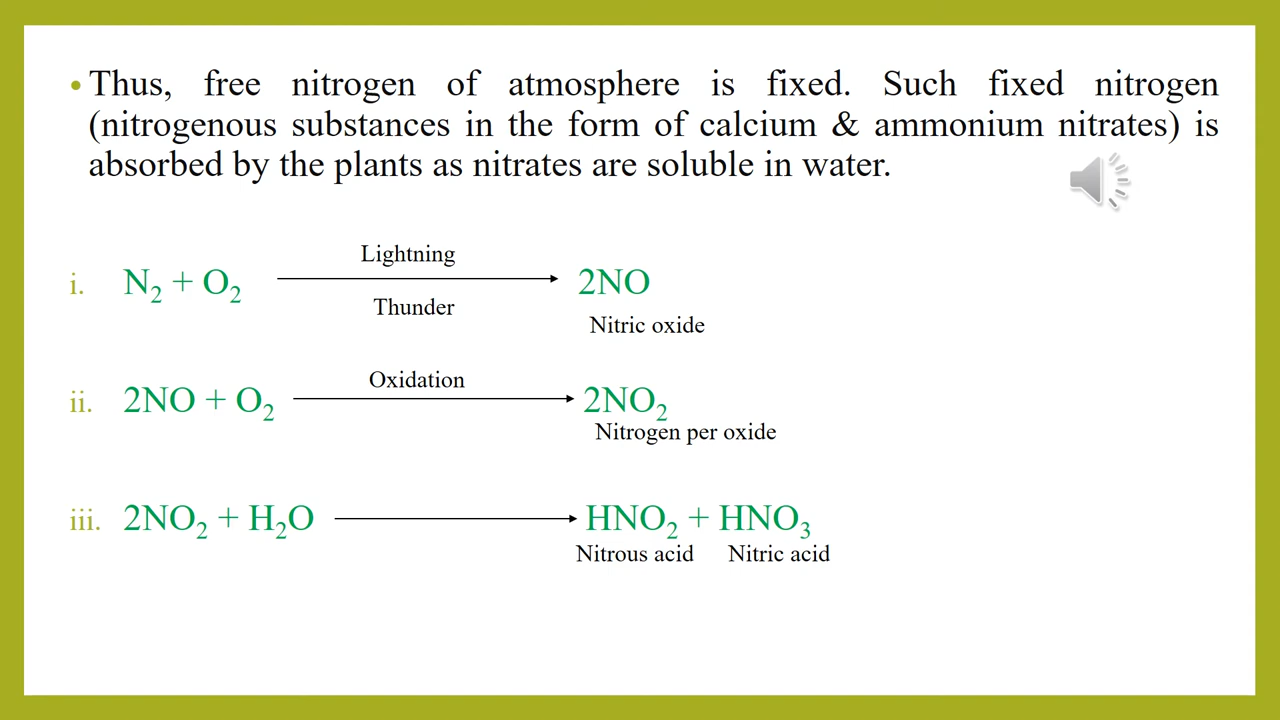 • Thus, free nitrogen of atmosphere is fixed. Such fixed nitrogen
(nitrogenous substances in the form of calcium & ammonium nitrates) is
absorbed by the plants as nitrates are soluble in water.
Lightning
i. N₂ + O₂ → 2NO
Thunder
Nitric oxide
Oxidation
ii. 2NO + O₂ → 2NO₂
Nitrogen per oxide
iii. 2NO₂ + H₂O → HNO₂ + HNO₃
Nitrous acid Nitric acid